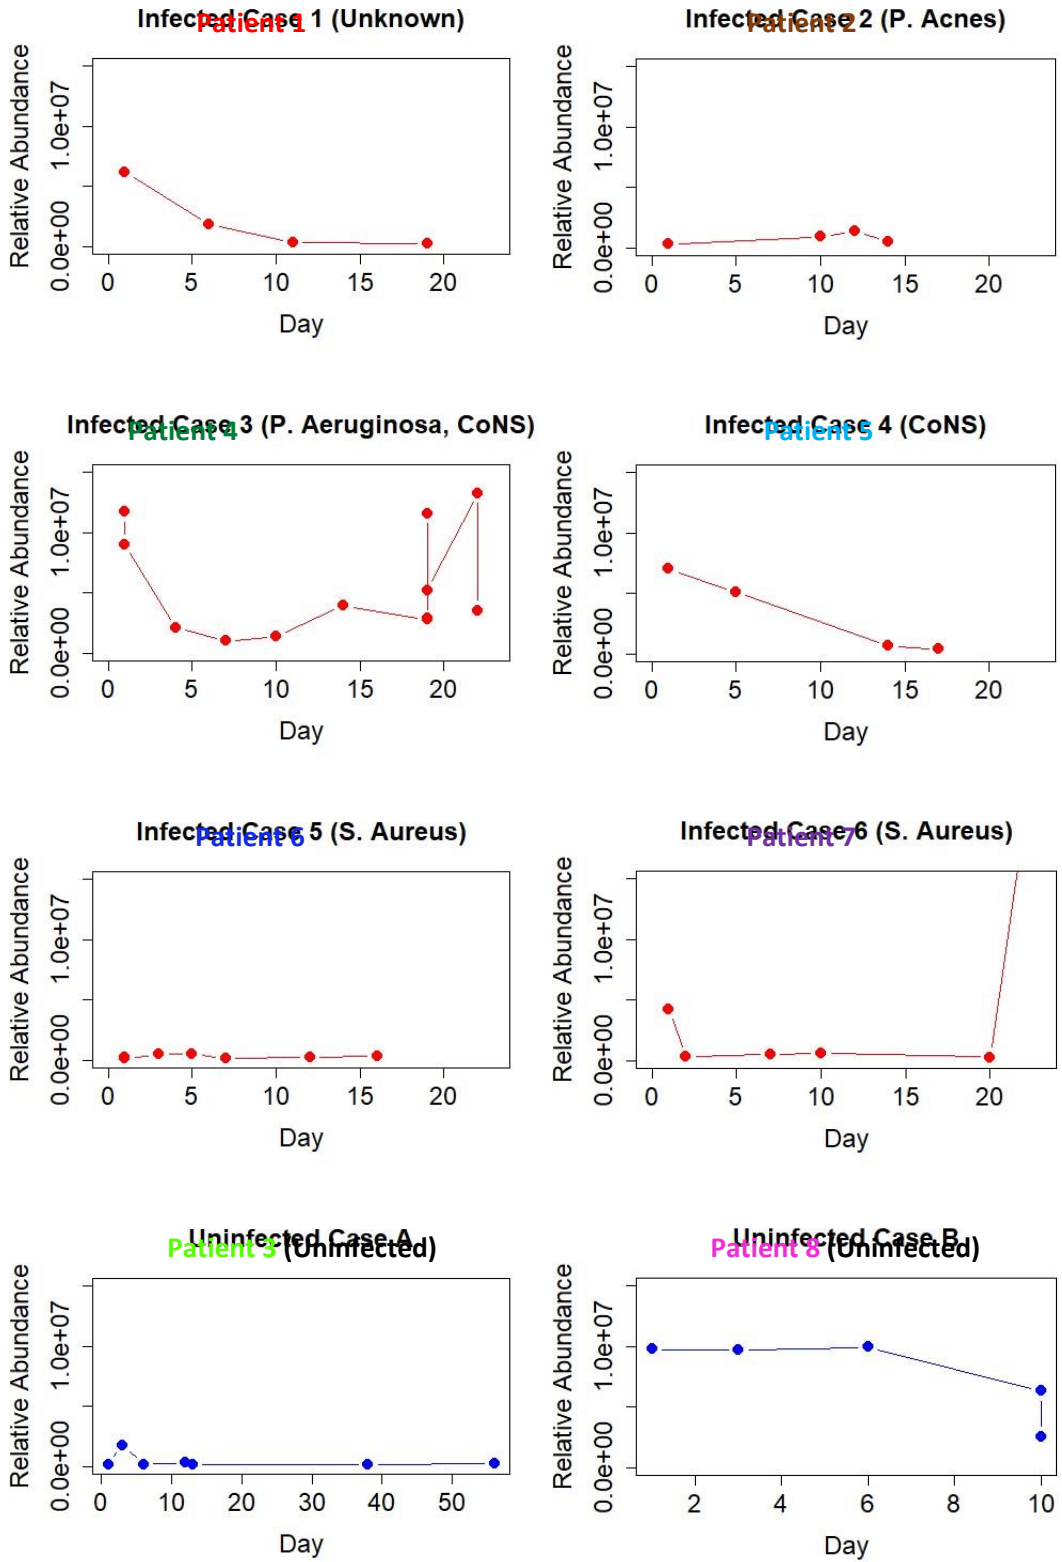 Infected Case 1 (Unknown)
Patient 1
Relative Abundance
0.0e+00 1.0e+07
0 5 10 15 20
Day
Infected Case 2 (P. Acnes)
Patient 2
Relative Abundance
0.0e+00 1.0e+07
0 5 10 15 20
Day
Infected Case 3 (P. Aeruginosa, CoNS)
Patient 4
Relative Abundance
0.0e+00 1.0e+07
0 5 10 15 20
Day
Infected Case 4 (CoNS)
Patient 5
Relative Abundance
0.0e+00 1.0e+07
0 5 10 15 20
Day
Infected Case 5 (S. Aureus)
Patient 6
Relative Abundance
0.0e+00 1.0e+07
0 5 10 15 20
Day
Infected Case 6 (S. Aureus)
Patient 7
Relative Abundance
0.0e+00 1.0e+07
0 5 10 15 20
Day
Uninfected Case A
Patient 3 (Uninfected)
Relative Abundance
0.0e+00 1.0e+07
0 10 20 30 40 50
Day
Uninfected Case B
Patient 8 (Uninfected)
Relative Abundance
0.0e+00 1.0e+07
2 4 6 8 10
Day